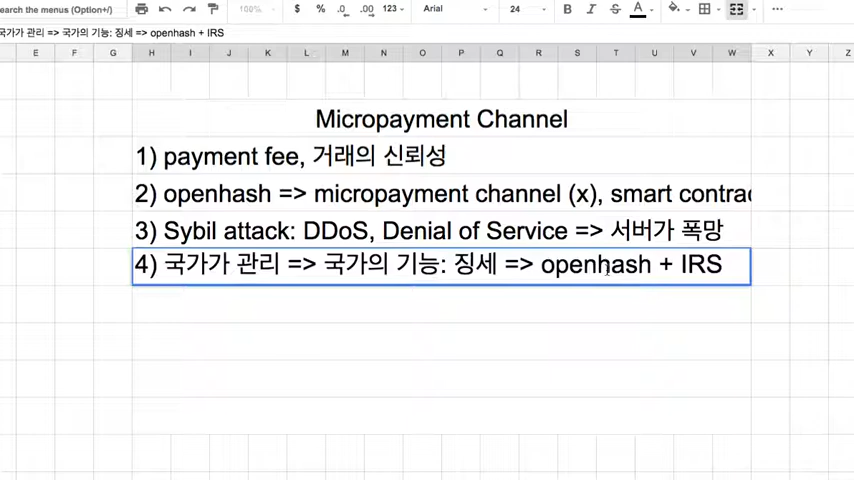 earch the menus (Option+/)
100%
$ % .0 .00 123
Arial
24
B I S A
국가가 관리 => 국가의 기능: 징세 => openhash + IRS
E F G H I J K L M N O P Q R S T U V W X Y Z
Micropayment Channel
1) payment fee, 거래의 신뢰성
2) openhash => micropayment channel (x), smart contrac
3) Sybil attack: DDoS, Denial of Service => 서버가 폭망
4) 국가가 관리 => 국가의 기능: 징세 => openhash + IRS